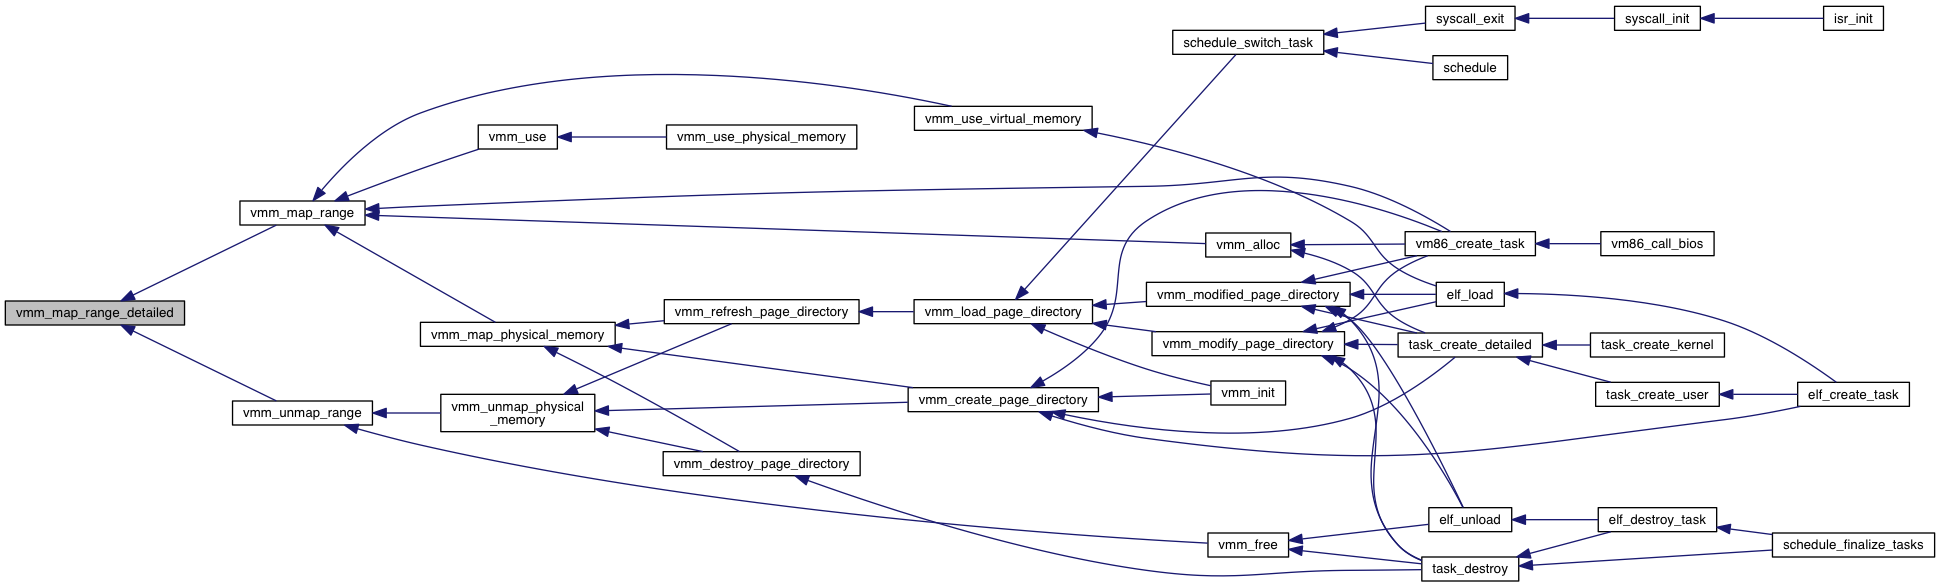 syscall_exit
syscall_init
isr_init
schedule_switch_task
schedule
vmm_use_virtual_memory
vmm_use
vmm_use_physical_memory
vmm_map_range
vmm_alloc
vm86_create_task
vm86_call_bios
vmm_modified_page_directory
elf_load
vmm_map_range_detailed
vmm_refresh_page_directory
vmm_load_page_directory
vmm_map_physical_memory
vmm_modify_page_directory
task_create_detailed
task_create_kernel
vmm_init
vmm_create_page_directory
task_create_user
elf_create_task
vmm_unmap_range
vmm_unmap_physical
_memory
vmm_destroy_page_directory
elf_unload
elf_destroy_task
vmm_free
schedule_finalize_tasks
task_destroy